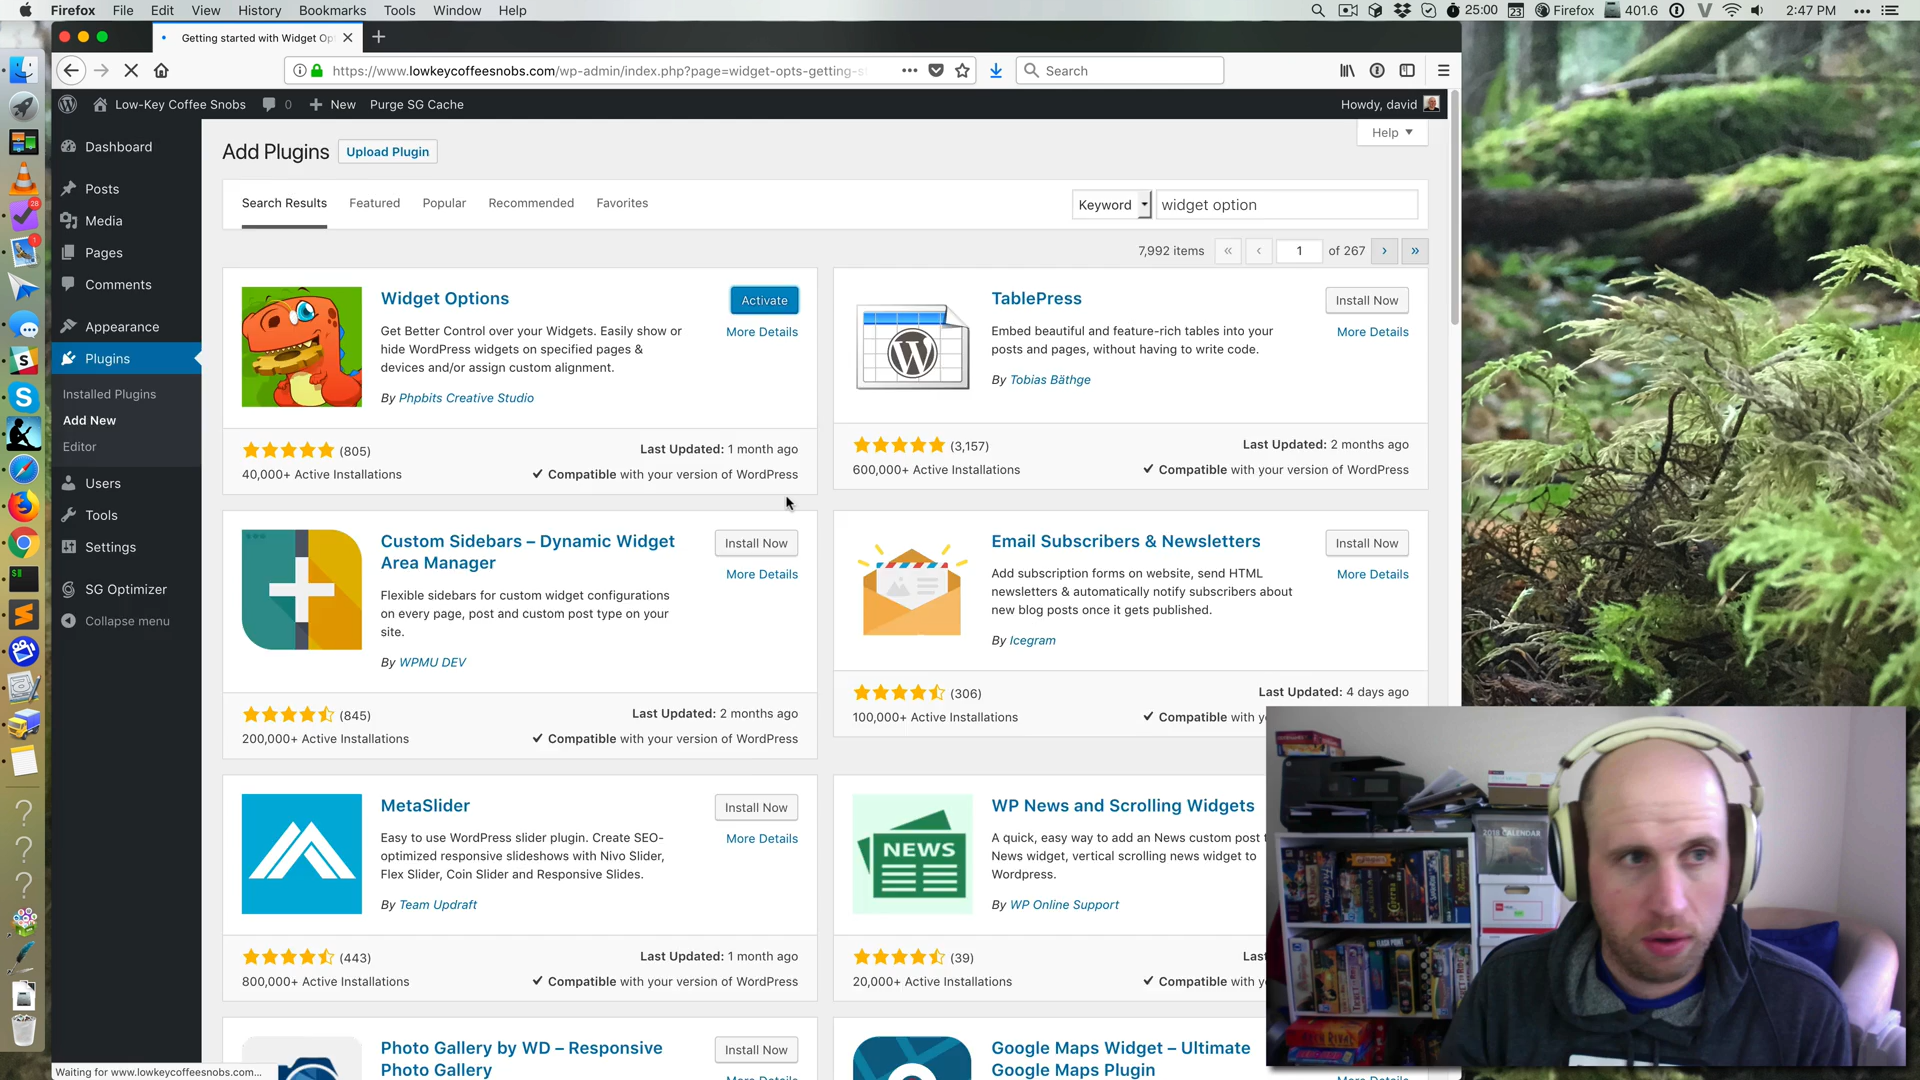 Firefox File Edit View History Bookmarks Tools Window Help
25:00 23 Firefox 401.6 2:47 PM
Getting started with Widget Op
https://www.lowkeycoffeesnobs.com/wp-admin/index.php?page=widget-opts-getting-s
Search
Low-Key Coffee Snobs 0 New Purge SG Cache
Howdy, david
Dashboard
Posts
Media
Pages
Comments
Appearance
Plugins
Installed Plugins
Add New
Editor
Users
Tools
Settings
SG Optimizer
Collapse menu
28
1
Help
Add Plugins Upload Plugin
Search Results Featured Popular Recommended Favorites
Keyword widget option
7,992 items « ‹ 1 of 267 › »
Widget Options
Activate
More Details
Get Better Control over your Widgets. Easily show or
hide WordPress widgets on specified pages &
devices and/or assign custom alignment.
By Phpbits Creative Studio
(805)
Last Updated: 1 month ago
40,000+ Active Installations
Compatible with your version of WordPress
TablePress
Install Now
More Details
Embed beautiful and feature-rich tables into your
posts and pages, without having to write code.
By Tobias Bäthge
(3,157)
Last Updated: 2 months ago
600,000+ Active Installations
Compatible with your version of WordPress
Custom Sidebars – Dynamic Widget
Area Manager
Install Now
More Details
Flexible sidebars for custom widget configurations
on every page, post and custom post type on your
site.
By WPMU DEV
(845)
Last Updated: 2 months ago
200,000+ Active Installations
Compatible with your version of WordPress
Email Subscribers & Newsletters
Install Now
More Details
Add subscription forms on website, send HTML
newsletters & automatically notify subscribers about
new blog posts once it gets published.
By Icegram
(306)
Last Updated: 4 days ago
100,000+ Active Installations
Compatible with y
MetaSlider
Install Now
More Details
Easy to use WordPress slider plugin. Create SEO-
optimized responsive slideshows with Nivo Slider,
Flex Slider, Coin Slider and Responsive Slides.
By Team Updraft
(443)
Last Updated: 1 month ago
800,000+ Active Installations
Compatible with your version of WordPress
NEWS
WP News and Scrolling Widgets
A quick, easy way to add an News custom post t
News widget, vertical scrolling news widget to
Wordpress.
By WP Online Support
(39)
Las
20,000+ Active Installations
Compatible with y
Photo Gallery by WD – Responsive
Photo Gallery
Install Now
Google Maps Widget – Ultimate
Google Maps Plugin
Waiting for www.lowkeycoffeesnobs.com...
2018 CALENDAR
FLASH POINT